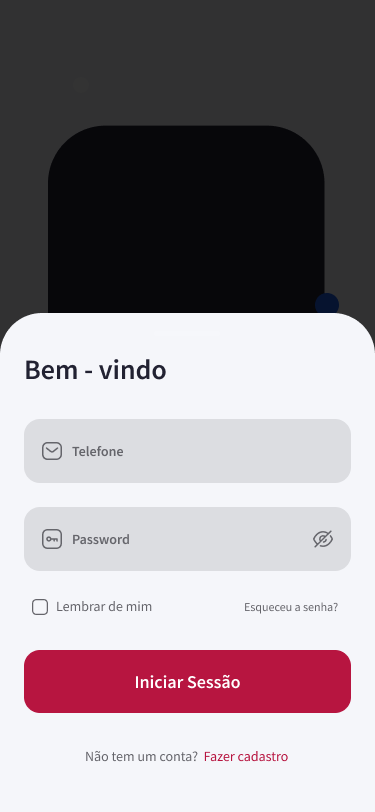 Bem - vindo
Telefone
Password
Lembrar de mim
Esqueceu a senha?
Iniciar Sessão
Não tem um conta? Fazer cadastro